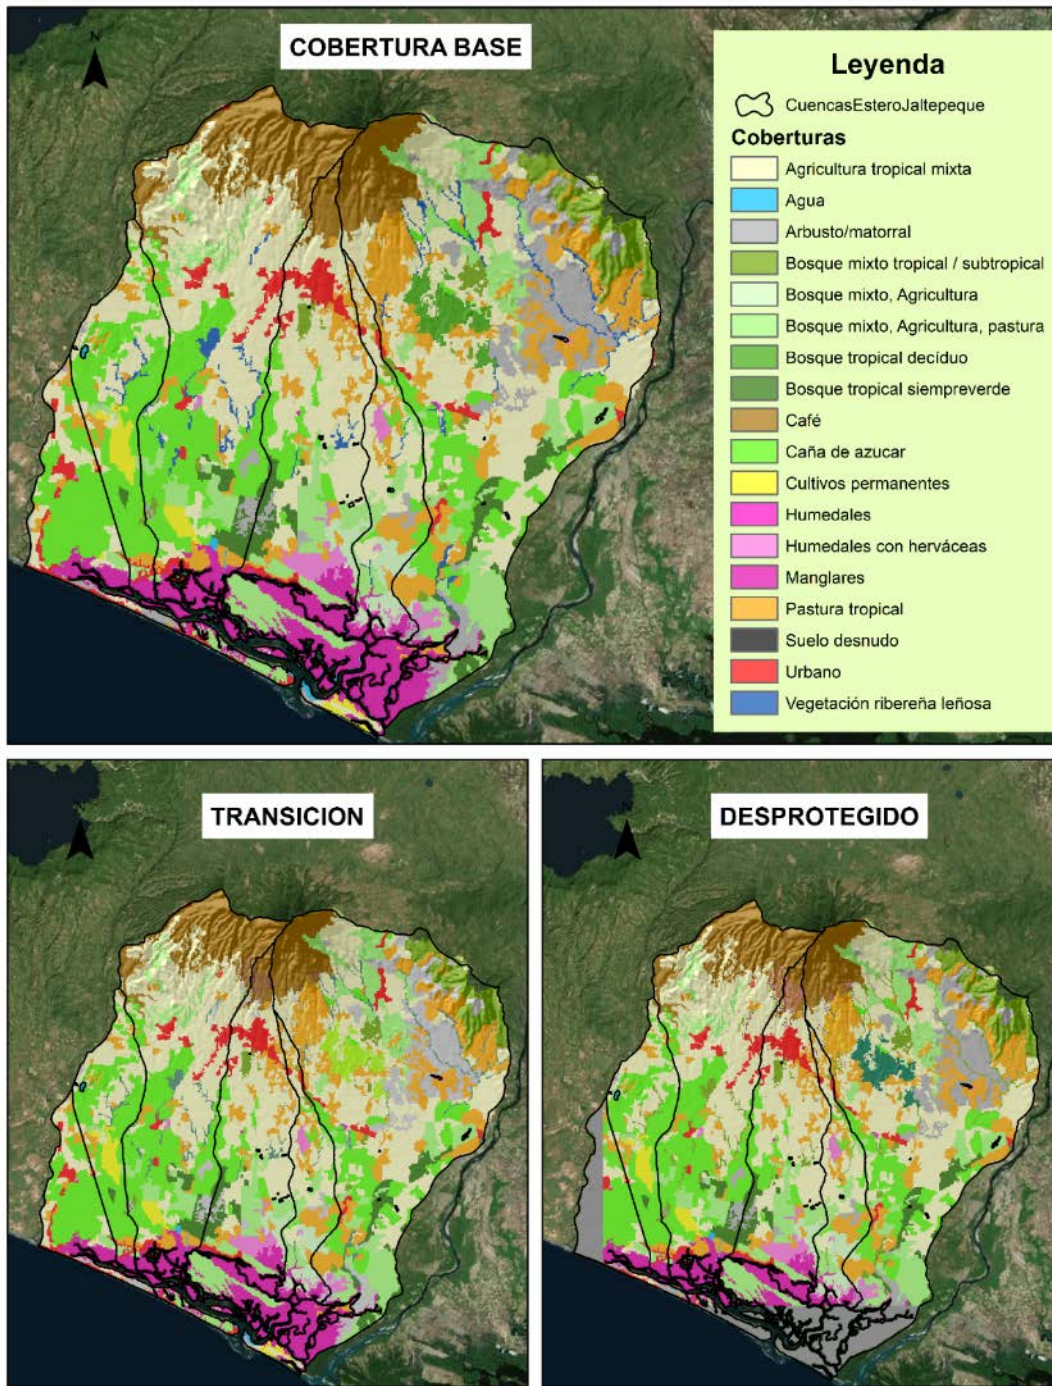 COBERTURA BASE
N
Leyenda
CuencasEsteroJaltepeque
Coberturas
Agricultura tropical mixta
Agua
Arbusto/matorral
Bosque mixto tropical / subtropical
Bosque mixto, Agricultura
Bosque mixto, Agricultura, pastura
Bosque tropical decíduo
Bosque tropical siempreverde
Café
Caña de azucar
Cultivos permanentes
Humedales
Humedales con herváceas
Manglares
Pastura tropical
Suelo desnudo
Urbano
Vegetación ribereña leñosa
TRANSICION
N
DESPROTEGIDO
N